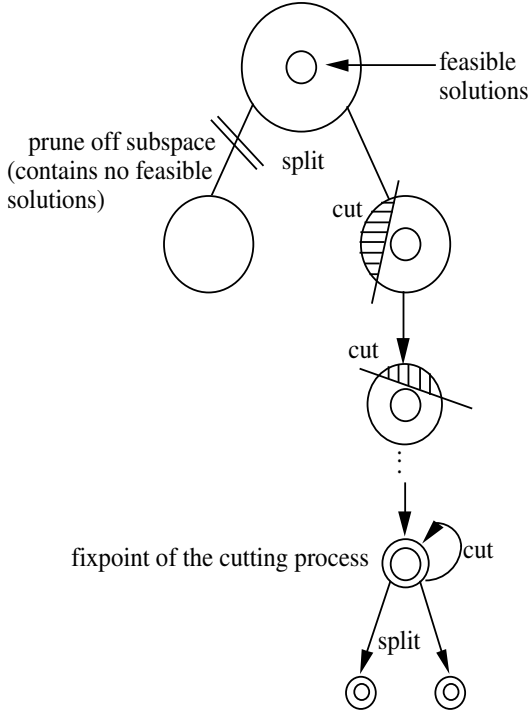 feasible
solutions
prune off subspace
(contains no feasible
solutions)
split
cut
cut
fixpoint of the cutting process
cut
split